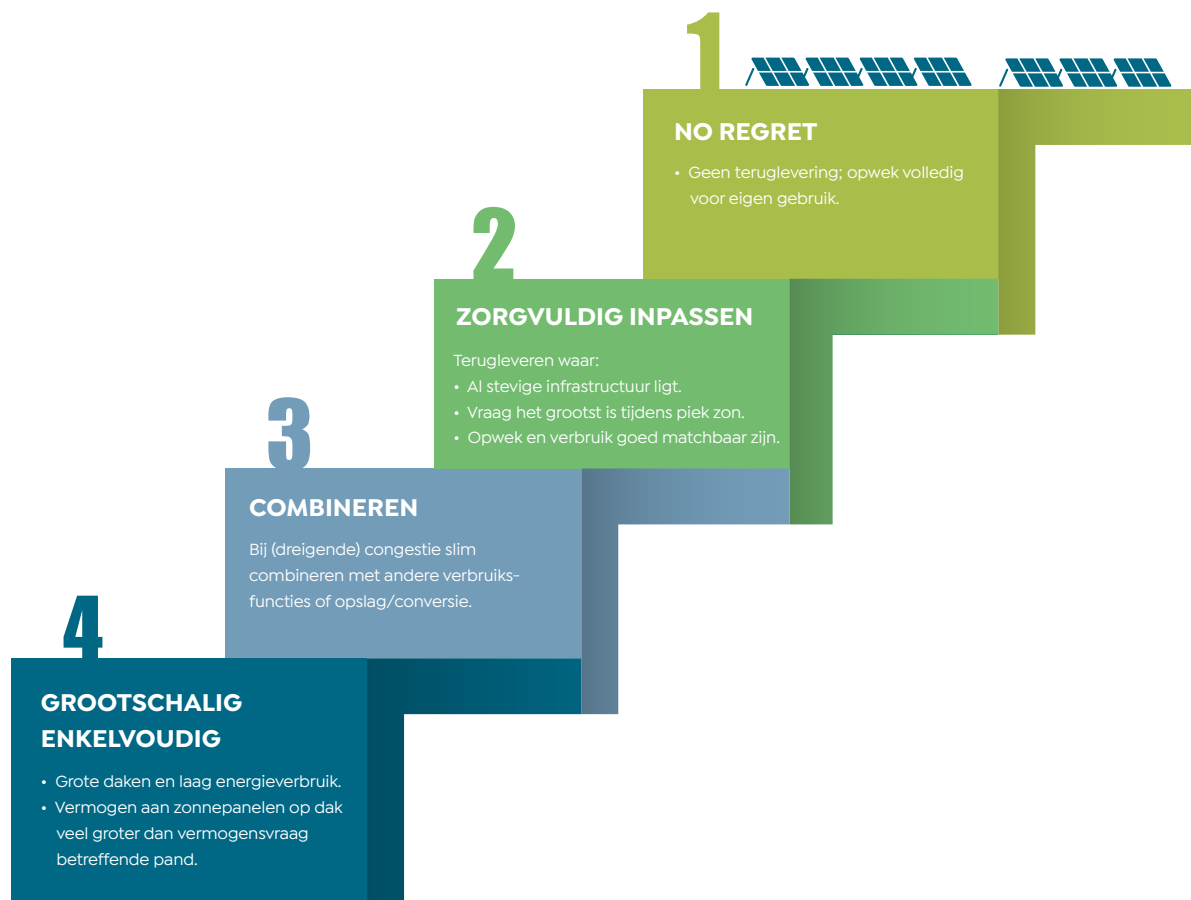 1
NO REGRET
• Geen teruglevering; opwek volledig
voor eigen gebruik.
2
ZORGVULDIG INPASSEN
Terugleveren waar:
• Al stevige infrastructuur ligt.
• Vraag het grootst is tijdens piek zon.
• Opwek en verbruik goed matchbaar zijn.
3
COMBINEREN
Bij (dreigende) congestie slim
combineren met andere verbruiks-
functies of opslag/conversie.
4
GROOTSCHALIG
ENKELVOUDIG
• Grote daken en laag energieverbruik.
• Vermogen aan zonnepanelen op dak
veel groter dan vermogensvraag
betreffende pand.